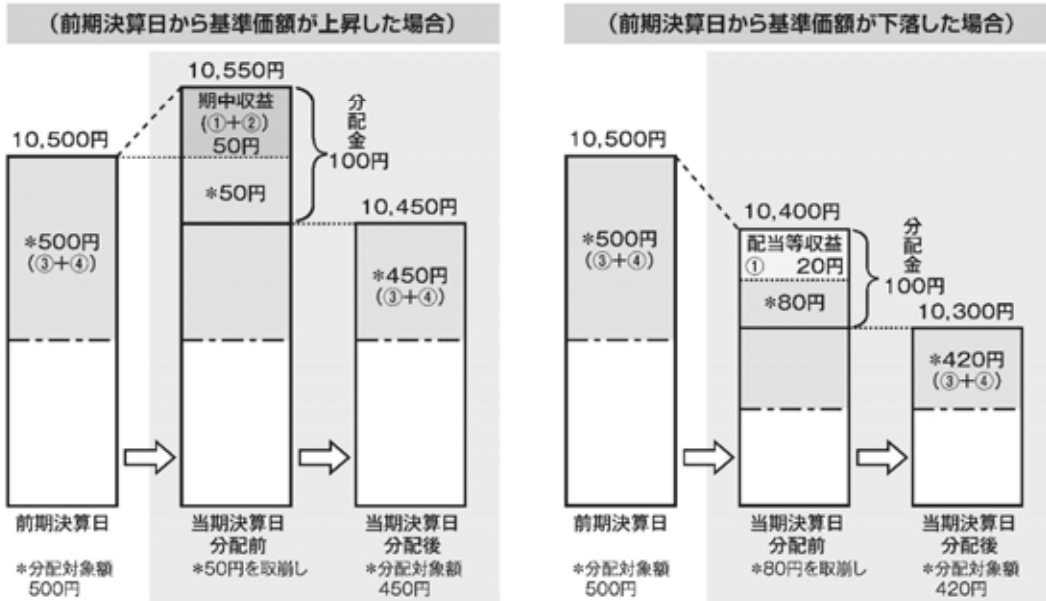 (前期決算日から基準価額が上昇した場合)
10,550円
期中収益
(①+②)
50円
*50円
分配金
100円
10,500円
*500円
(③+④)
10,450円
*450円
(③+④)
前期決算日
*分配対象額
500円
当期決算日
分配前
*50円を取崩し
当期決算日
分配後
*分配対象額
450円
(前期決算日から基準価額が下落した場合)
10,500円
*500円
(③+④)
10,400円
配当等収益
① 20円
*80円
分配金
100円
10,300円
*420円
(③+④)
前期決算日
*分配対象額
500円
当期決算日
分配前
*80円を取崩し
当期決算日
分配後
*分配対象額
420円